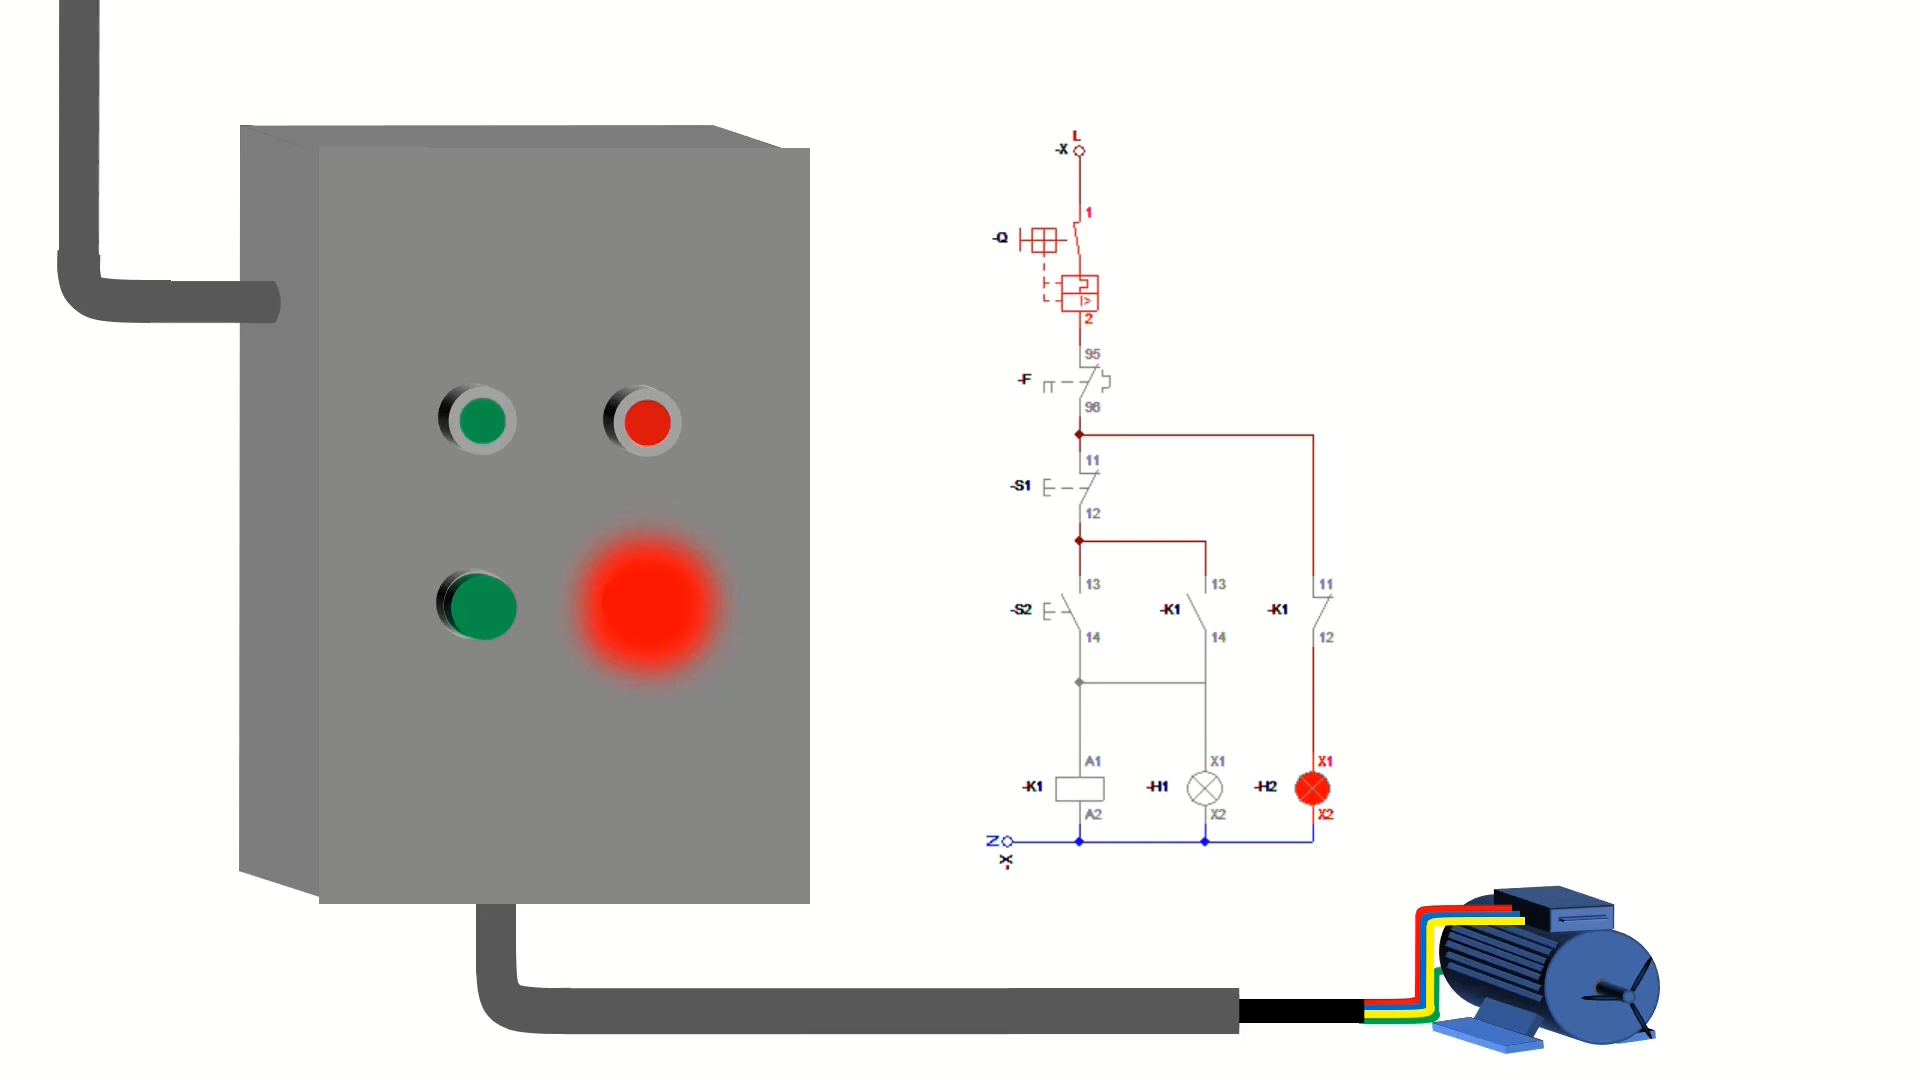 L
-X
1
-Q
I>
2
95
-F
96
11
-S1
12
13 13 11
-S2 -K1 -K1
14 14 12
A1 X1 X1
-K1 -H1 -H2
A2 X2 X2
N
-X